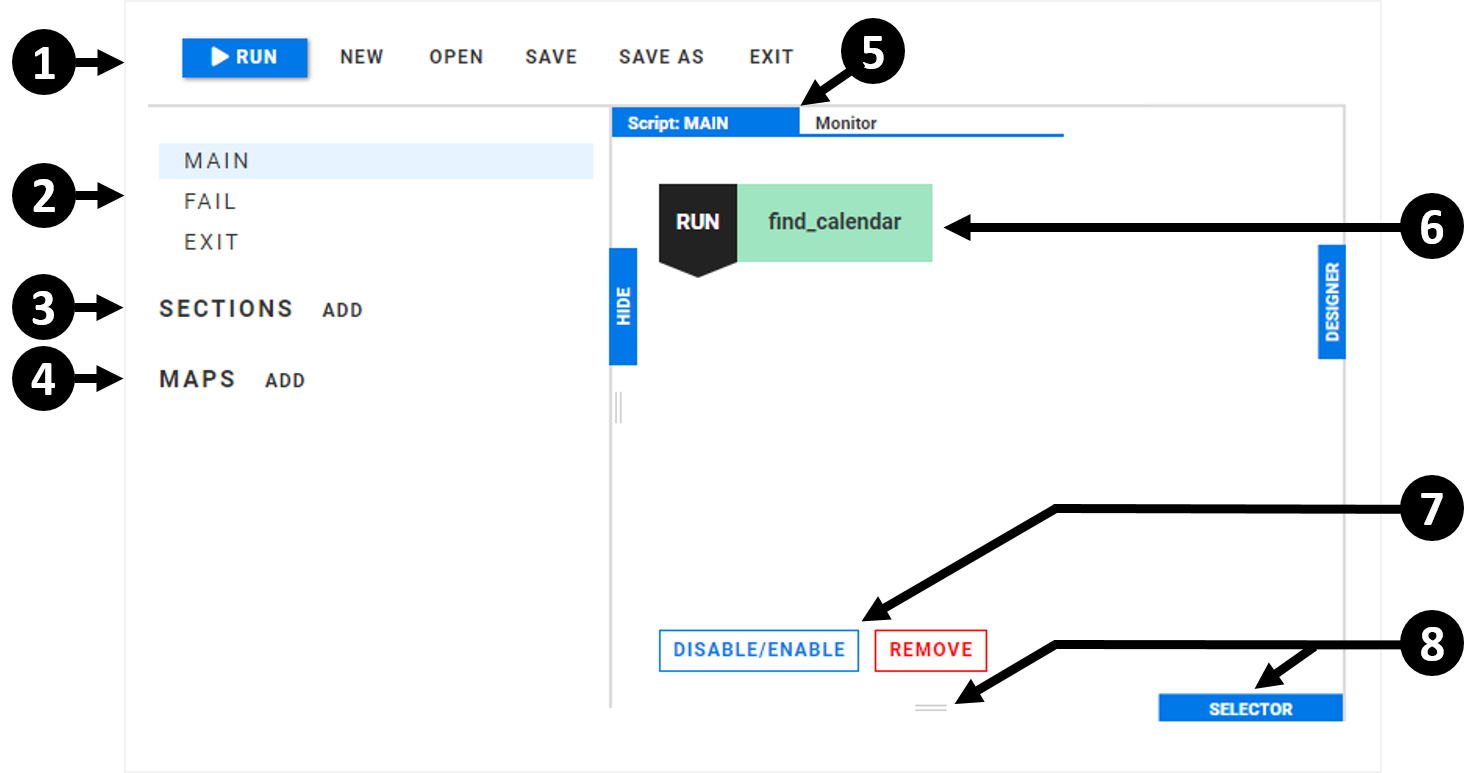 1 RUN NEW OPEN SAVE SAVE AS EXIT 5
Script: MAIN Monitor
2
MAIN
FAIL
EXIT
3 SECTIONS ADD
4 MAPS ADD
HIDE
RUN find_calendar 6
DESIGNER
7
DISABLE/ENABLE REMOVE
8
SELECTOR